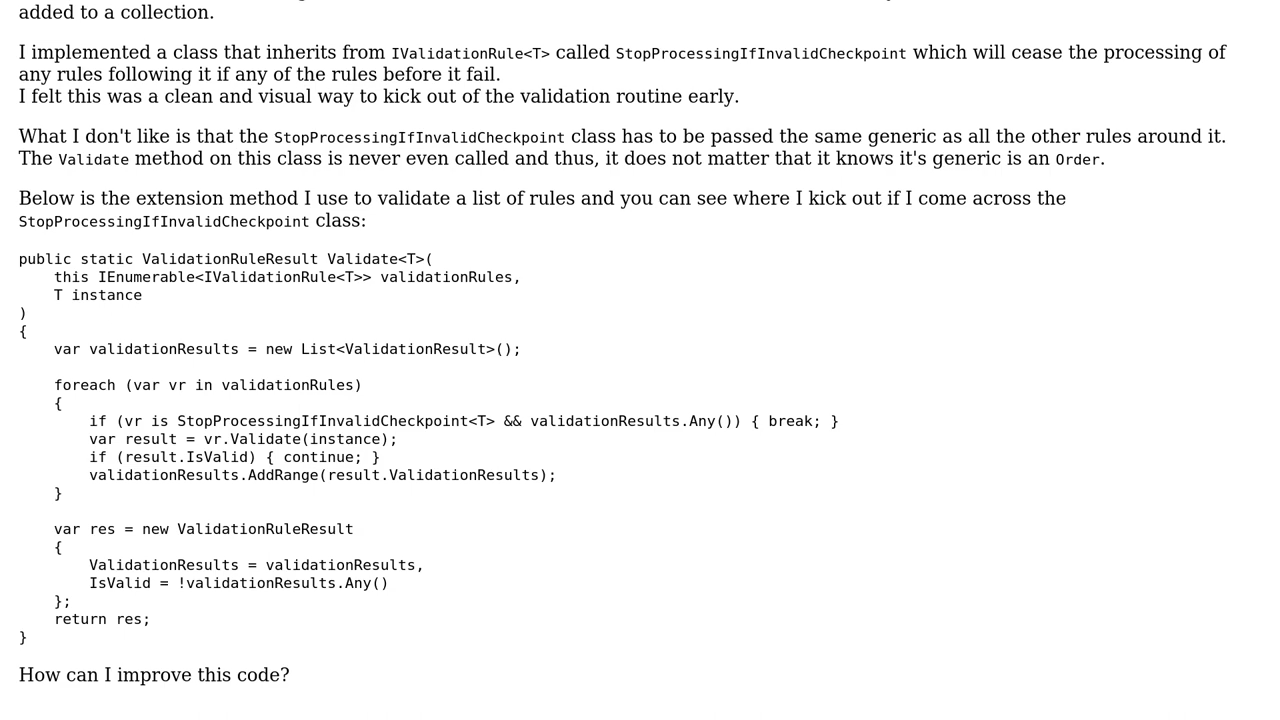 added to a collection.
I implemented a class that inherits from IValidationRule<T> called StopProcessingIfInvalidCheckpoint which will cease the processing of
any rules following it if any of the rules before it fail.
I felt this was a clean and visual way to kick out of the validation routine early.
What I don't like is that the StopProcessingIfInvalidCheckpoint class has to be passed the same generic as all the other rules around it.
The Validate method on this class is never even called and thus, it does not matter that it knows it's generic is an Order.
Below is the extension method I use to validate a list of rules and you can see where I kick out if I come across the
StopProcessingIfInvalidCheckpoint class:
public static ValidationRuleResult Validate<T>(
    this IEnumerable<IValidationRule<T>> validationRules,
    T instance
)
{
    var validationResults = new List<ValidationResult>();
    foreach (var vr in validationRules)
    {
        if (vr is StopProcessingIfInvalidCheckpoint<T> && validationResults.Any()) { break; }
        var result = vr.Validate(instance);
        if (result.IsValid) { continue; }
        validationResults.AddRange(result.ValidationResults);
    }
    var res = new ValidationRuleResult
    {
        ValidationResults = validationResults,
        IsValid = !validationResults.Any()
    };
    return res;
}
How can I improve this code?